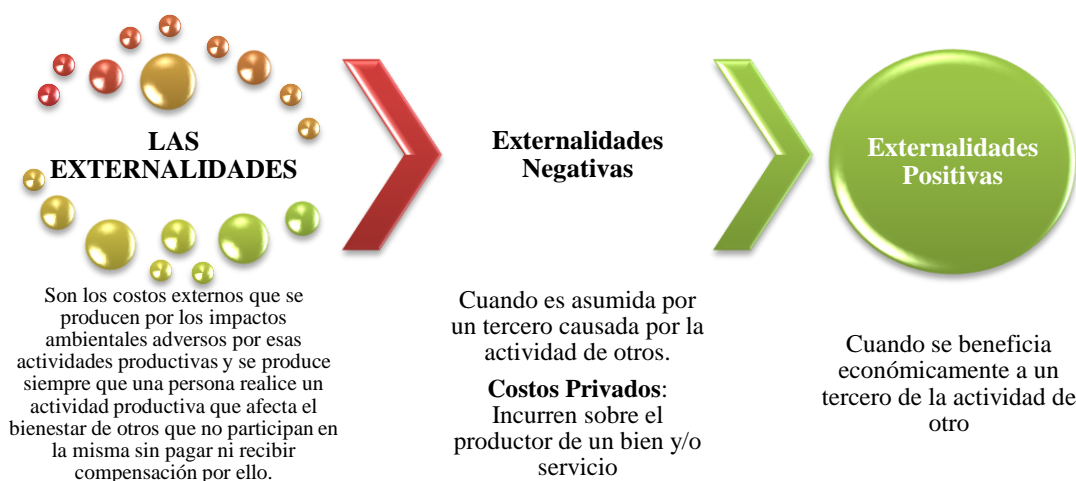 LAS
EXTERNALIDADES
Son los costos externos que se
producen por los impactos
ambientales adversos por esas
actividades productivas y se produce
siempre que una persona realice un
actividad productiva que afecta el
bienestar de otros que no participan en
la misma sin pagar ni recibir
compensación por ello.
Externalidades
Negativas
Cuando es asumida por
un tercero causada por la
actividad de otros.
Costos Privados:
Incurren sobre el
productor de un bien y/o
servicio
Externalidades
Positivas
Cuando se beneficia
económicamente a un
tercero de la actividad de
otro